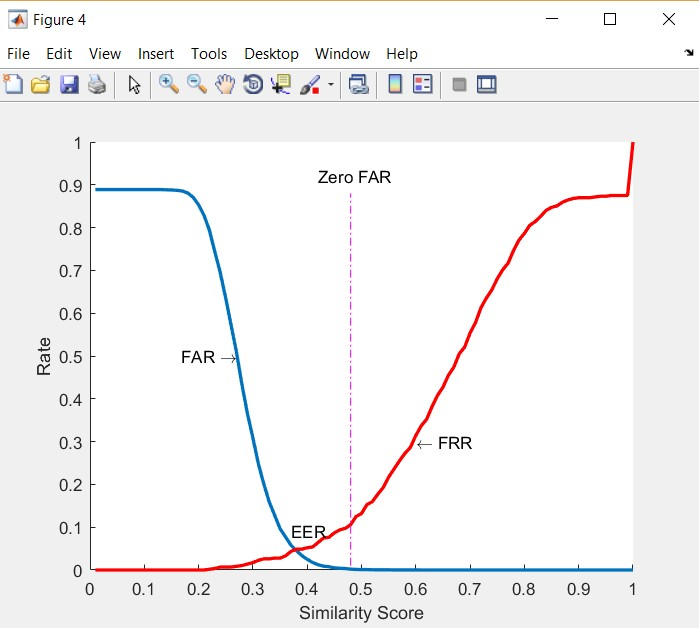 Figure 4
File Edit View Insert Tools Desktop Window Help
1
Zero FAR
0.9
0.8
0.7
0.6
Rate
0.5
FAR →
0.4
0.3
← FRR
0.2
0.1
EER
0
0 0.1 0.2 0.3 0.4 0.5 0.6 0.7 0.8 0.9 1
Similarity Score